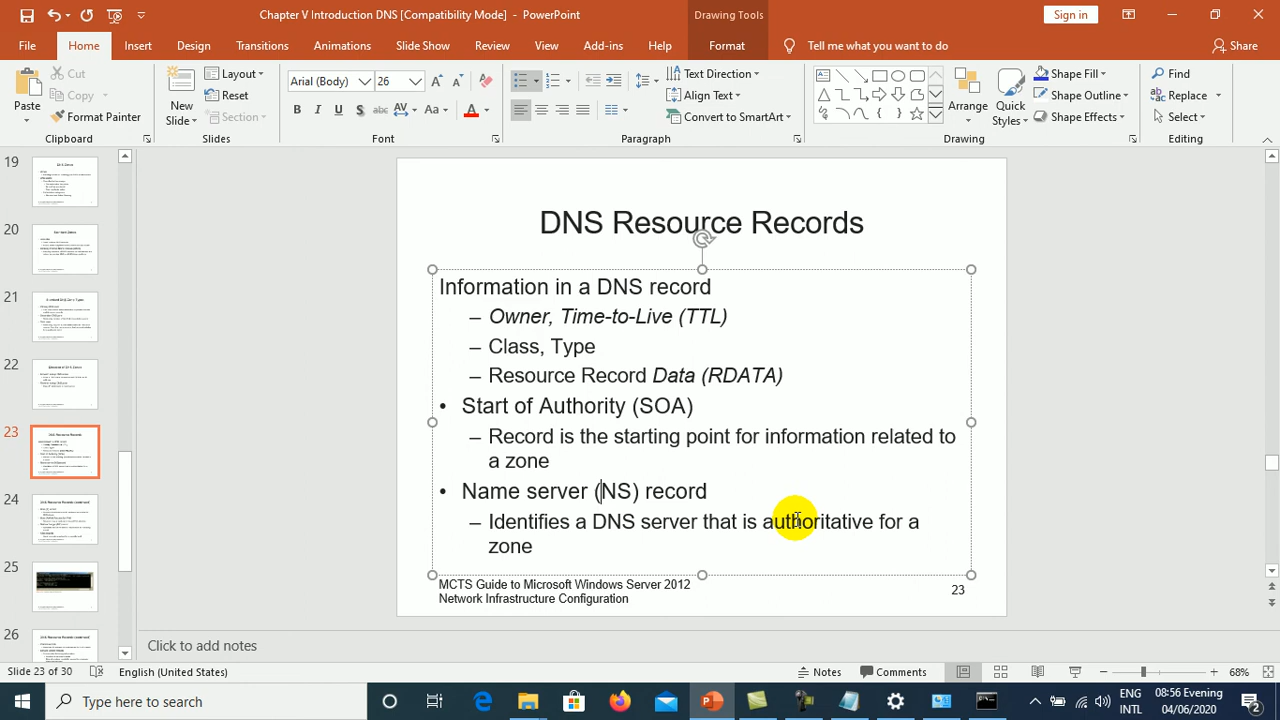 Chapter V Introduction DNS [Compatibility Mode] - PowerPoint
Drawing Tools
Sign in
File Home Insert Design Transitions Animations Slide Show Review View Add-ins Help Format Tell me what you want to do Share
Paste
Cut
Copy
Format Painter
Clipboard
New
Slide
Layout
Reset
Section
Slides
Arial (Body) 26
Font
Text Direction
Align Text
Convert to SmartArt
Paragraph
Arrange
Quick
Styles
Shape Fill
Shape Outline
Shape Effects
Drawing
Find
Replace
Select
Editing
19
20
21
22
23
24
25
26
DNS Resource Records
Information in a DNS record
– Owner, Time-to-Live (TTL)
– Class, Type
– Resource Record Data (RDATA)
• Start of Authority (SOA)
– Record is the starting point for information related to
a zone
• Name server (NS) record
– Identifies a DNS server that is authoritative for a
zone
MCTS Guide to Microsoft Windows Server 2012
Network Infrastructure Configuration
23
Click to add notes
Slide 23 of 30 English (United States) Notes Comments 68%
Type here to search
ENG
INTL
08:56 Evening
04/06/2020
2